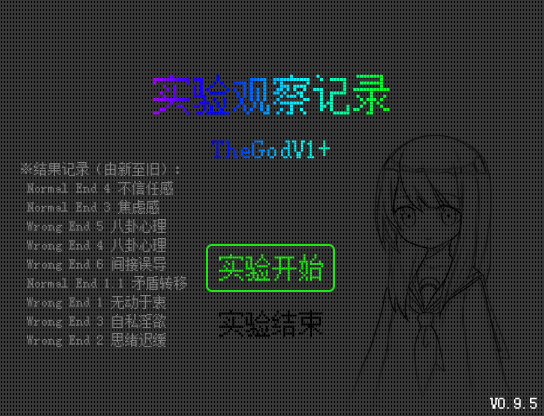 实验观察记录
TheGodV1+
※结果记录（由新至旧）:
Normal End 4 不信任感
Normal End 3 焦虑感
Wrong End 5 八卦心理
Wrong End 4 八卦心理
Wrong End 6 间接误导
Normal End 1.1 矛盾转移
Wrong End 1 无动于衷
Wrong End 3 自私淫欲
Wrong End 2 思绪迟缓
实验开始
实验结束
V0.9.5